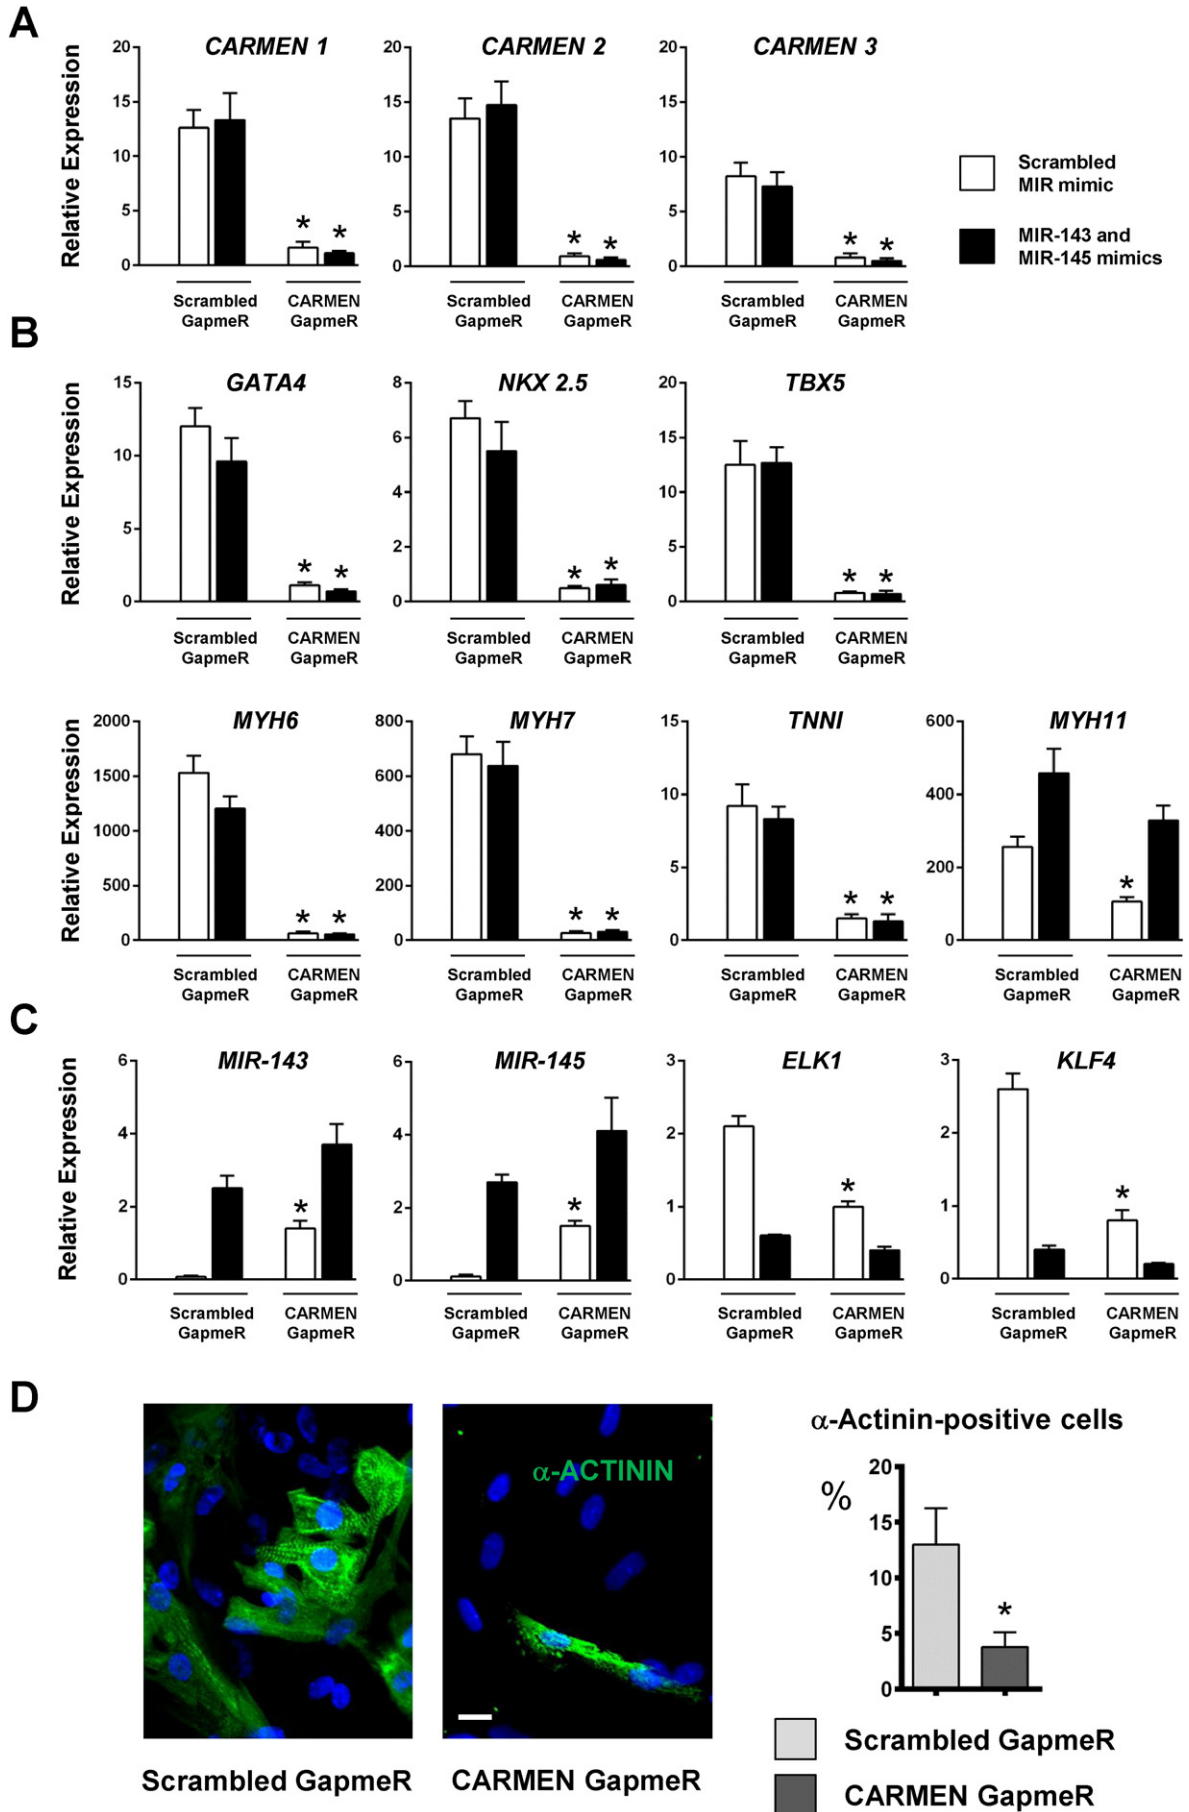 A
CARMEN 1
CARMEN 2
CARMEN 3
Relative Expression
20
15
10
5
0
20
15
10
5
0
20
15
10
5
0
* *
* *
* *
Scrambled
GapmeR
CARMEN
GapmeR
Scrambled
GapmeR
CARMEN
GapmeR
Scrambled
GapmeR
CARMEN
GapmeR
Scrambled
MIR mimic
MIR-143 and
MIR-145 mimics
B
GATA4
NKX 2.5
TBX5
Relative Expression
15
10
5
0
8
6
4
2
0
20
15
10
5
0
* *
* *
* *
Scrambled
GapmeR
CARMEN
GapmeR
Scrambled
GapmeR
CARMEN
GapmeR
Scrambled
GapmeR
CARMEN
GapmeR
MYH6
MYH7
TNNI
MYH11
Relative Expression
2000
1500
1000
500
0
800
600
400
200
0
15
10
5
0
600
400
200
0
* *
* *
* *
*
Scrambled
GapmeR
CARMEN
GapmeR
Scrambled
GapmeR
CARMEN
GapmeR
Scrambled
GapmeR
CARMEN
GapmeR
Scrambled
GapmeR
CARMEN
GapmeR
C
MIR-143
MIR-145
ELK1
KLF4
Relative Expression
6
4
2
0
6
4
2
0
3
2
1
0
3
2
1
0
*
*
*
*
Scrambled
GapmeR
CARMEN
GapmeR
Scrambled
GapmeR
CARMEN
GapmeR
Scrambled
GapmeR
CARMEN
GapmeR
Scrambled
GapmeR
CARMEN
GapmeR
D
α-ACTININ
Scrambled GapmeR
CARMEN GapmeR
α-Actinin-positive cells
%
20
15
10
5
0
*
Scrambled GapmeR
CARMEN GapmeR